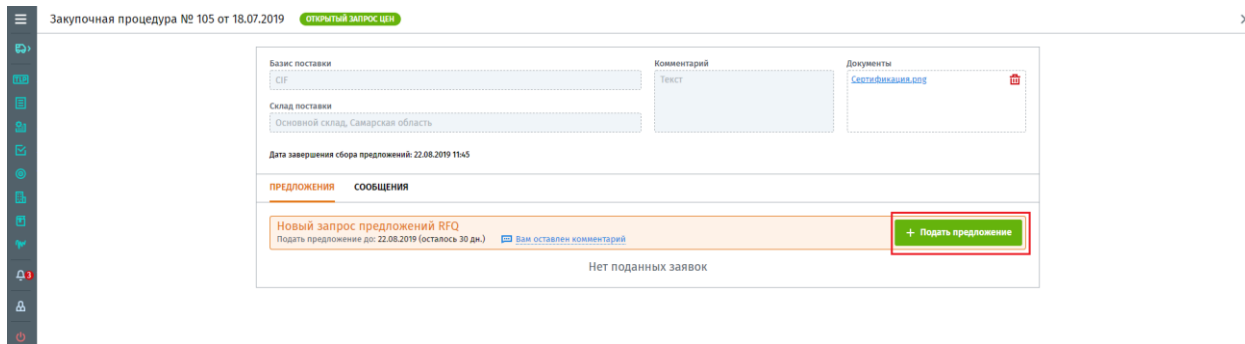 Закупочная процедура № 105 от 18.07.2019 ОТКРЫТЫЙ ЗАПРОС ЦЕН
Базис поставки Комментарий Документы
CIF Текст Сертификация.png
Склад поставки
Основной склад, Самарская область
Дата завершения сбора предложений: 22.08.2019 11:45
ПРЕДЛОЖЕНИЯ СООБЩЕНИЯ
Новый запрос предложений RFQ
Подать предложение до: 22.08.2019 (осталось 30 дн.) Вам оставлен комментарий
+ Подать предложение
Нет поданных заявок
3